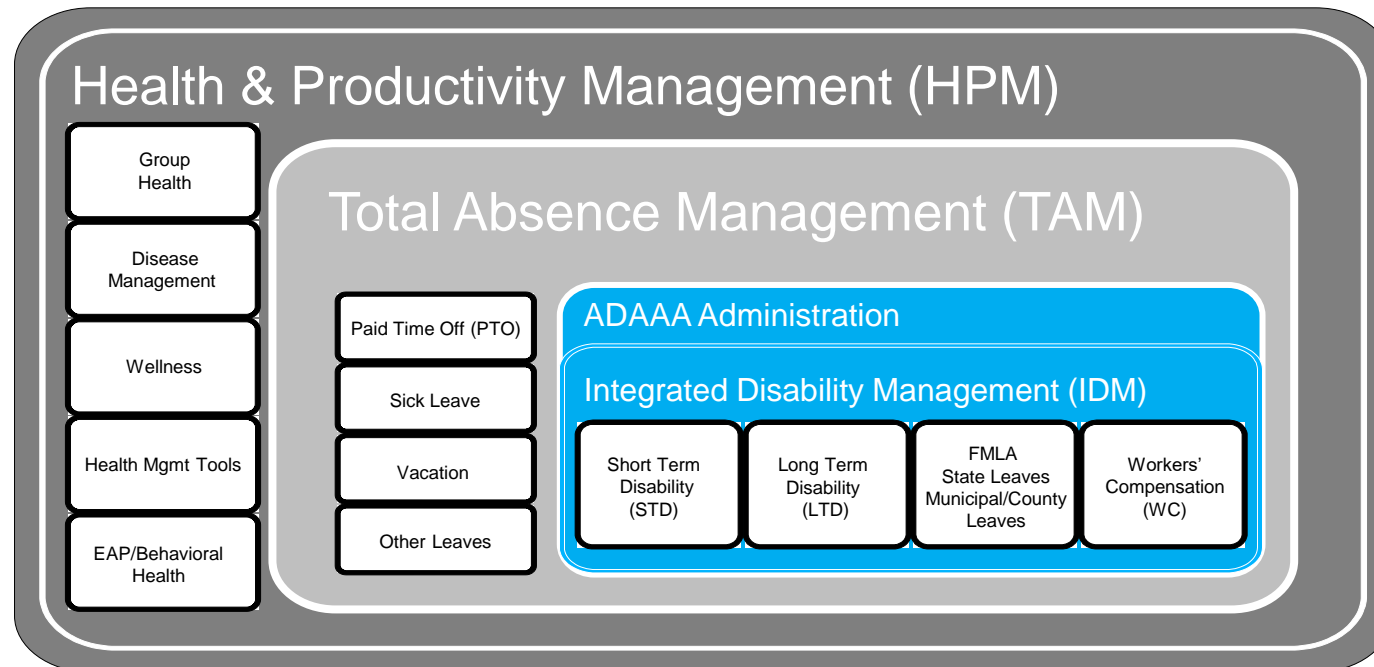 Health & Productivity Management (HPM)
Group
Health
Disease
Management
Wellness
Health Mgmt Tools
EAP/Behavioral
Health
Total Absence Management (TAM)
Paid Time Off (PTO)
Sick Leave
Vacation
Other Leaves
ADAAA Administration
Integrated Disability Management (IDM)
Short Term
Disability
(STD)
Long Term
Disability
(LTD)
FMLA
State Leaves
Municipal/County
Leaves
Workers’
Compensation
(WC)